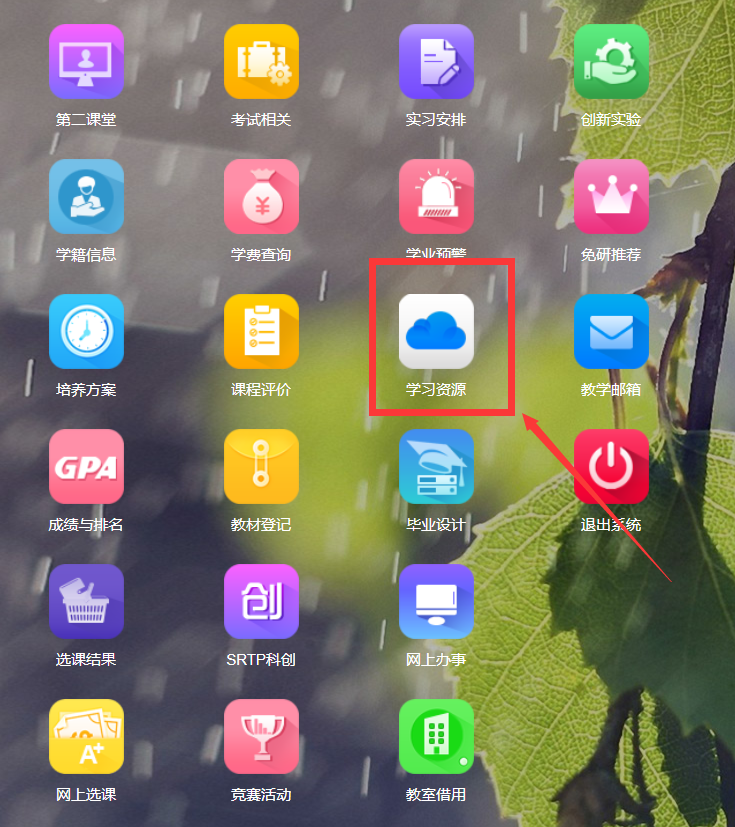 第二课堂
考试相关
实习安排
创新实验
学籍信息
学费查询
学业预警
免研推荐
培养方案
课程评价
学习资源
教学邮箱
GPA
成绩与排名
教材登记
毕业设计
退出系统
创
选课结果
SRTP科创
网上办事
A+
网上选课
竞赛活动
教室借用